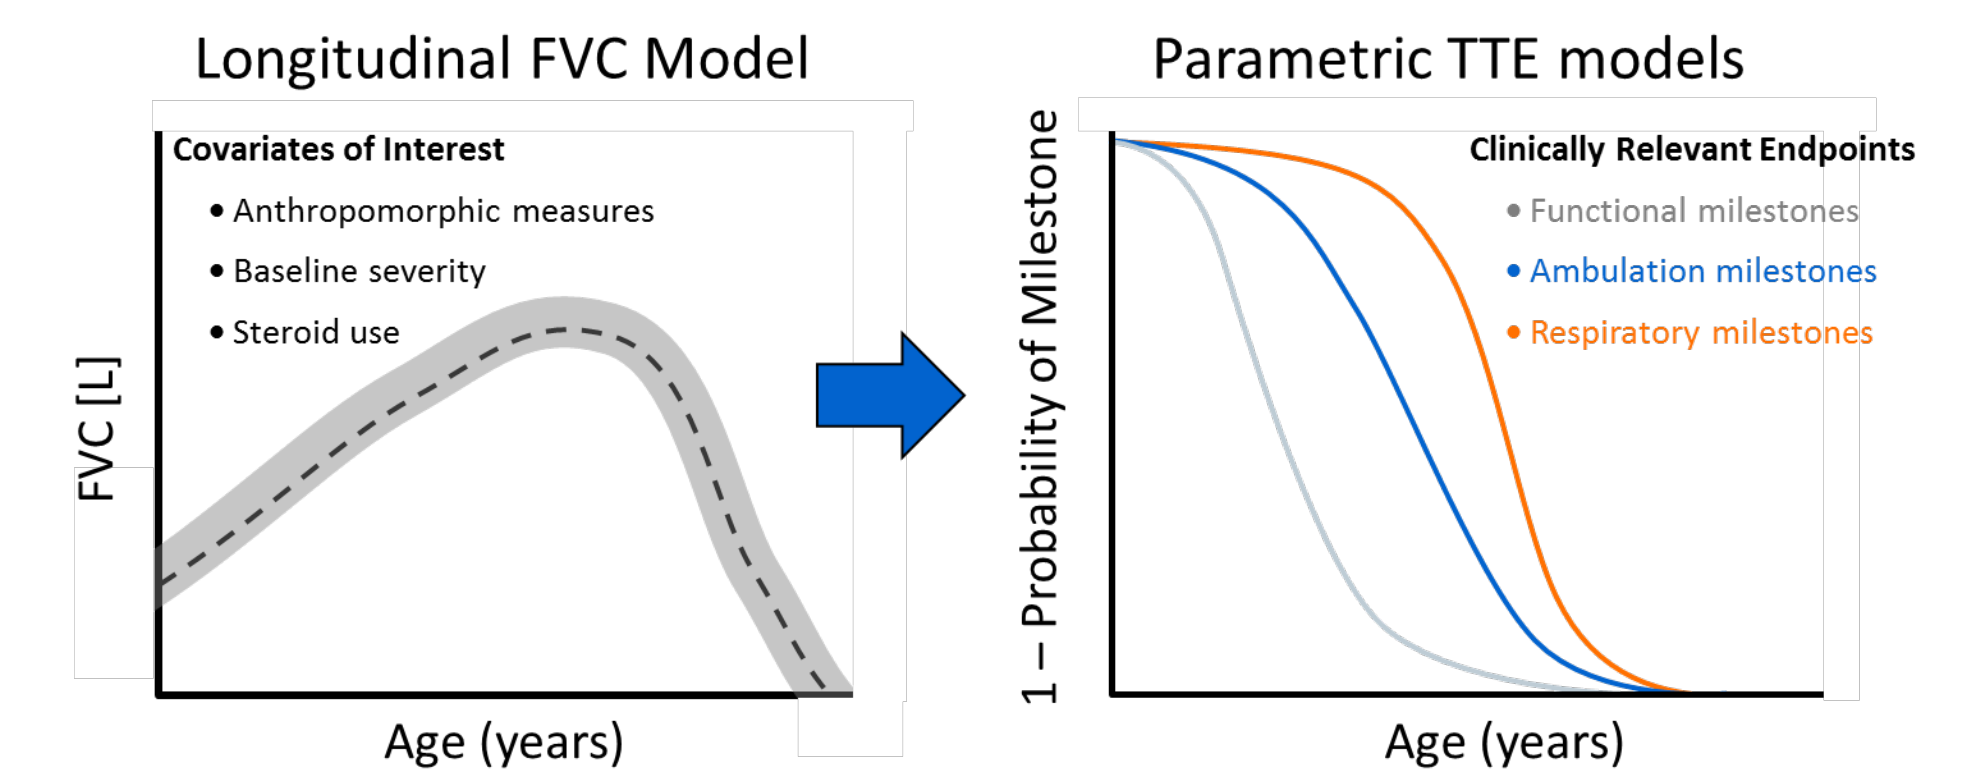 Longitudinal FVC Model
Covariates of Interest
• Anthropomorphic measures
• Baseline severity
• Steroid use
FVC [L]
Age (years)
Parametric TTE models
1 – Probability of Milestone
Clinically Relevant Endpoints
• Functional milestones
• Ambulation milestones
• Respiratory milestones
Age (years)